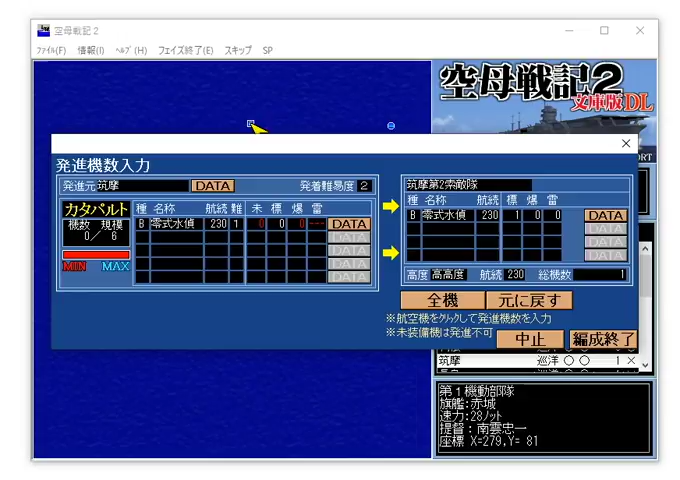 空母戦記2
ﾌｧｲﾙ(F) 情報(I) ﾍﾙﾌﾟ(H) フェイズ終了(E) スキップ SP
空母戦記2
文庫版DL
発進機数入力
発進元 筑摩 DATA 発着難易度 2
カタパルト
機数 規模
0/ 6
MIN MAX
種 名称 航続 難 未 標 爆 雷
B 零式水偵 230 1 0 0 0 --- DATA
DATA
DATA
DATA
DATA
筑摩第2索敵隊
種 名称 航続 標 爆 雷
B 零式水偵 230 1 0 0 DATA
DATA
DATA
DATA
高度 高高度 航続 230 総機数 1
全機 元に戻す
※航空機をｸﾘｯｸして発進機数を入力
※未装備機は発進不可
中止 編成終了
筑摩 巡洋 〇 〇 1 ×
第1機動部隊
旗艦:赤城
速力:28ﾉｯﾄ
提督:南雲忠一
座標 X=279,Y= 81